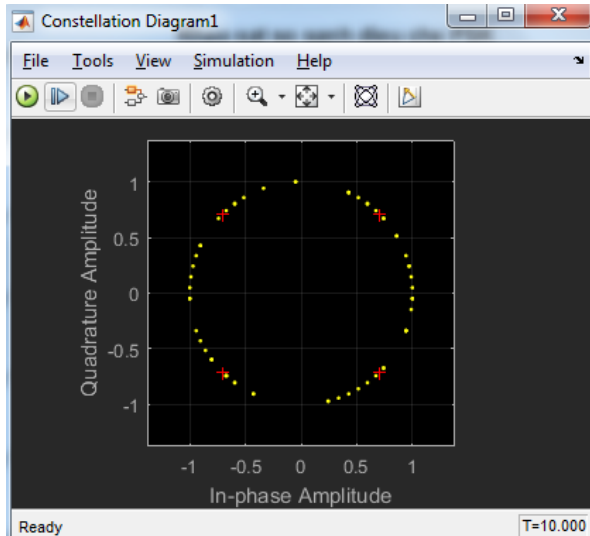 Constellation Diagram1
File Tools View Simulation Help
1
0.5
0
-0.5
-1
Quadrature Amplitude
-1 -0.5 0 0.5 1
In-phase Amplitude
Ready T=10.000